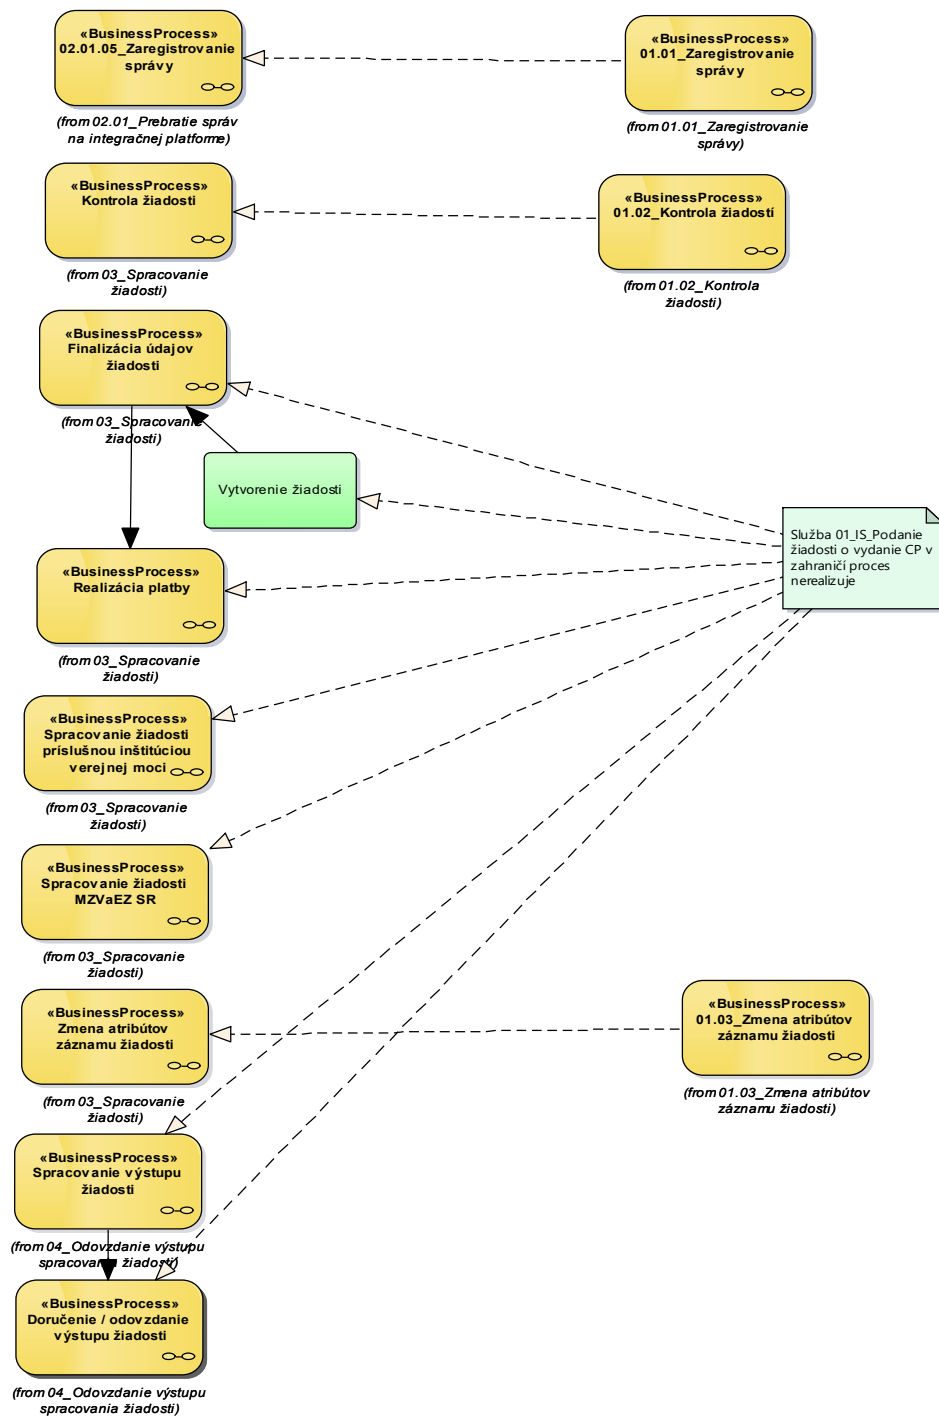 «BusinessProcess»
02.01.05_Zaregistrovanie
správy
(from 02.01_Prebratie správ
na integračnej platforme)
«BusinessProcess»
01.01_Zaregistrovanie
správy
(from 01.01_Zaregistrovanie
správy)
«BusinessProcess»
Kontrola žiadosti
(from 03_Spracovanie
žiadosti)
«BusinessProcess»
01.02_Kontrola žiadostí
(from 01.02_Kontrola
žiadosti)
«BusinessProcess»
Finalizácia údajov
žiadosti
(from 03_Spracovanie
žiadosti)
Vytvorenie žiadosti
Služba 01_IS_Podanie
žiadosti o vydanie CP v
zahraničí proces
nerealizuje
«BusinessProcess»
Realizácia platby
(from 03_Spracovanie
žiadosti)
«BusinessProcess»
Spracovanie žiadosti
príslušnou inštitúciou
verejnej moci
(from 03_Spracovanie
žiadosti)
«BusinessProcess»
Spracovanie žiadosti
MZVaEZ SR
(from 03_Spracovanie
žiadosti)
«BusinessProcess»
Zmena atribútov
záznamu žiadosti
(from 03_Spracovanie
žiadosti)
«BusinessProcess»
01.03_Zmena atribútov
záznamu žiadosti
(from 01.03_Zmena atribútov
záznamu žiadosti)
«BusinessProcess»
Spracovanie výstupu
žiadosti
(from 04_Odovzdanie výstupu
spracovania žiadosti)
«BusinessProcess»
Doručenie / odovzdanie
výstupu žiadosti
(from 04_Odovzdanie výstupu
spracovania žiadosti)